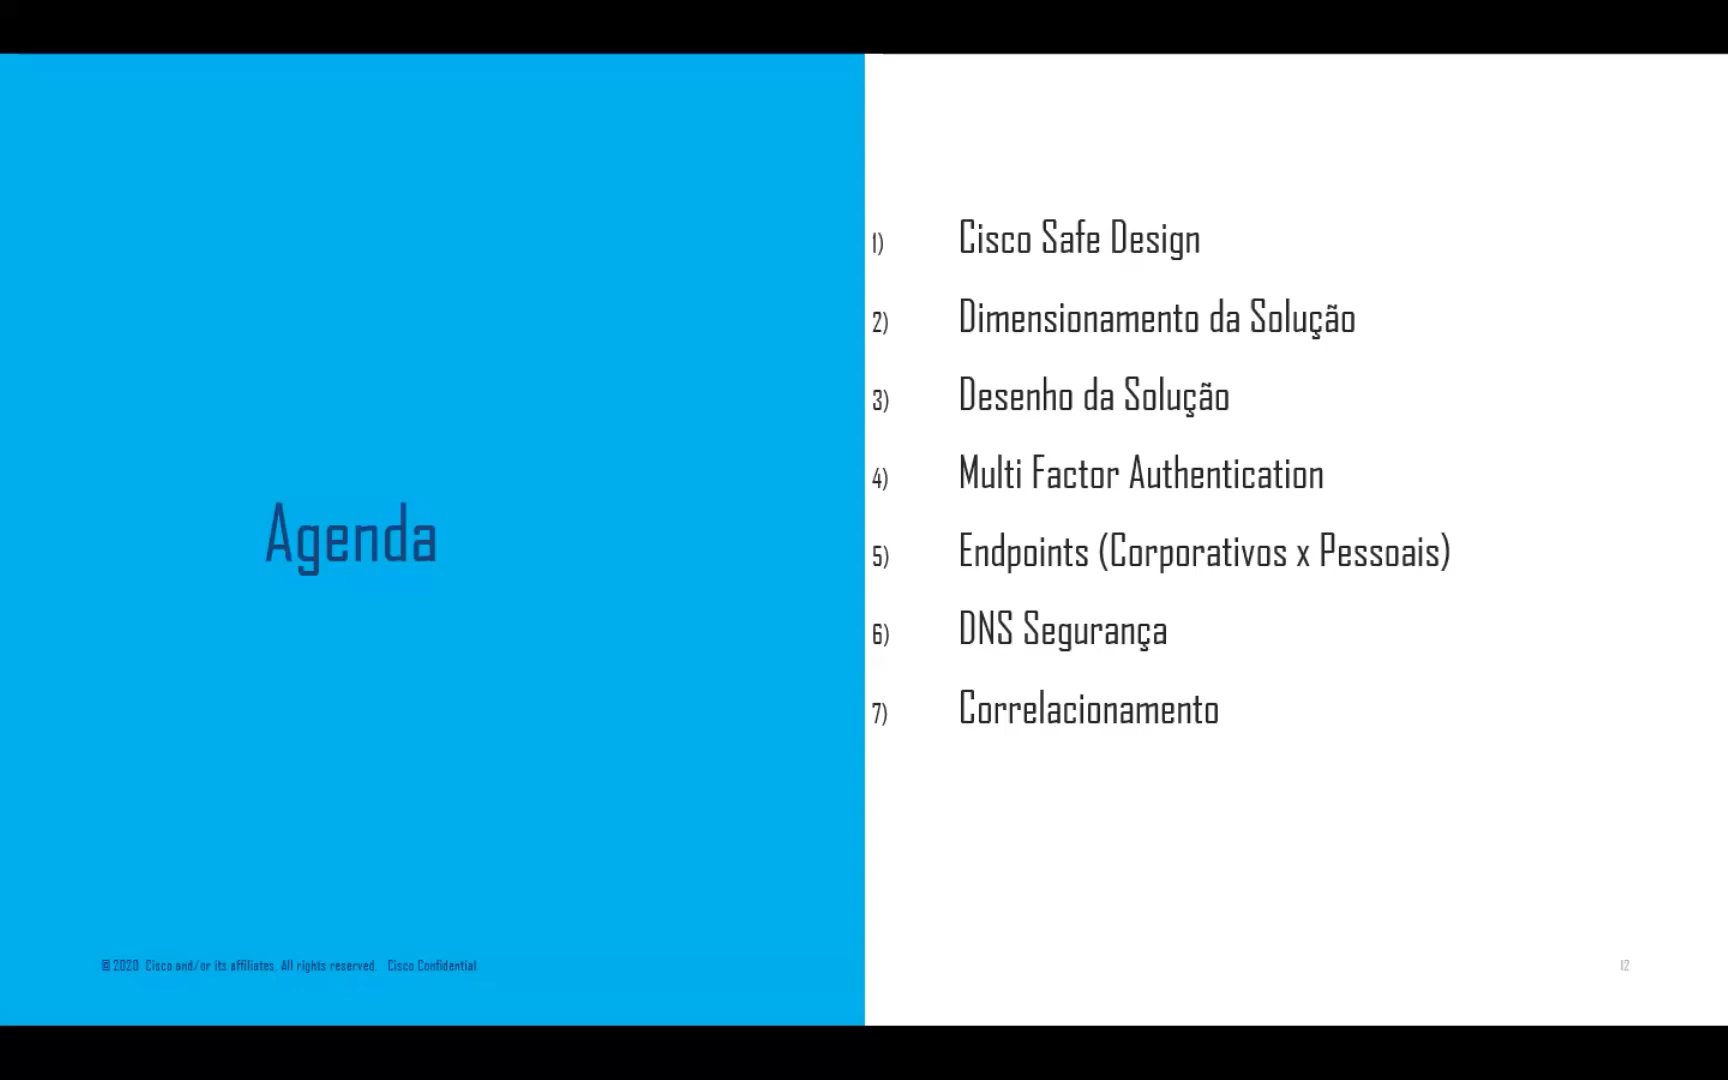 Agenda
1) Cisco Safe Design
2) Dimensionamento da Solução
3) Desenho da Solução
4) Multi Factor Authentication
5) Endpoints (Corporativos x Pessoais)
6) DNS Segurança
7) Correlacionamento
© 2020 Cisco and/or its affiliates. All rights reserved. Cisco Confidential
12